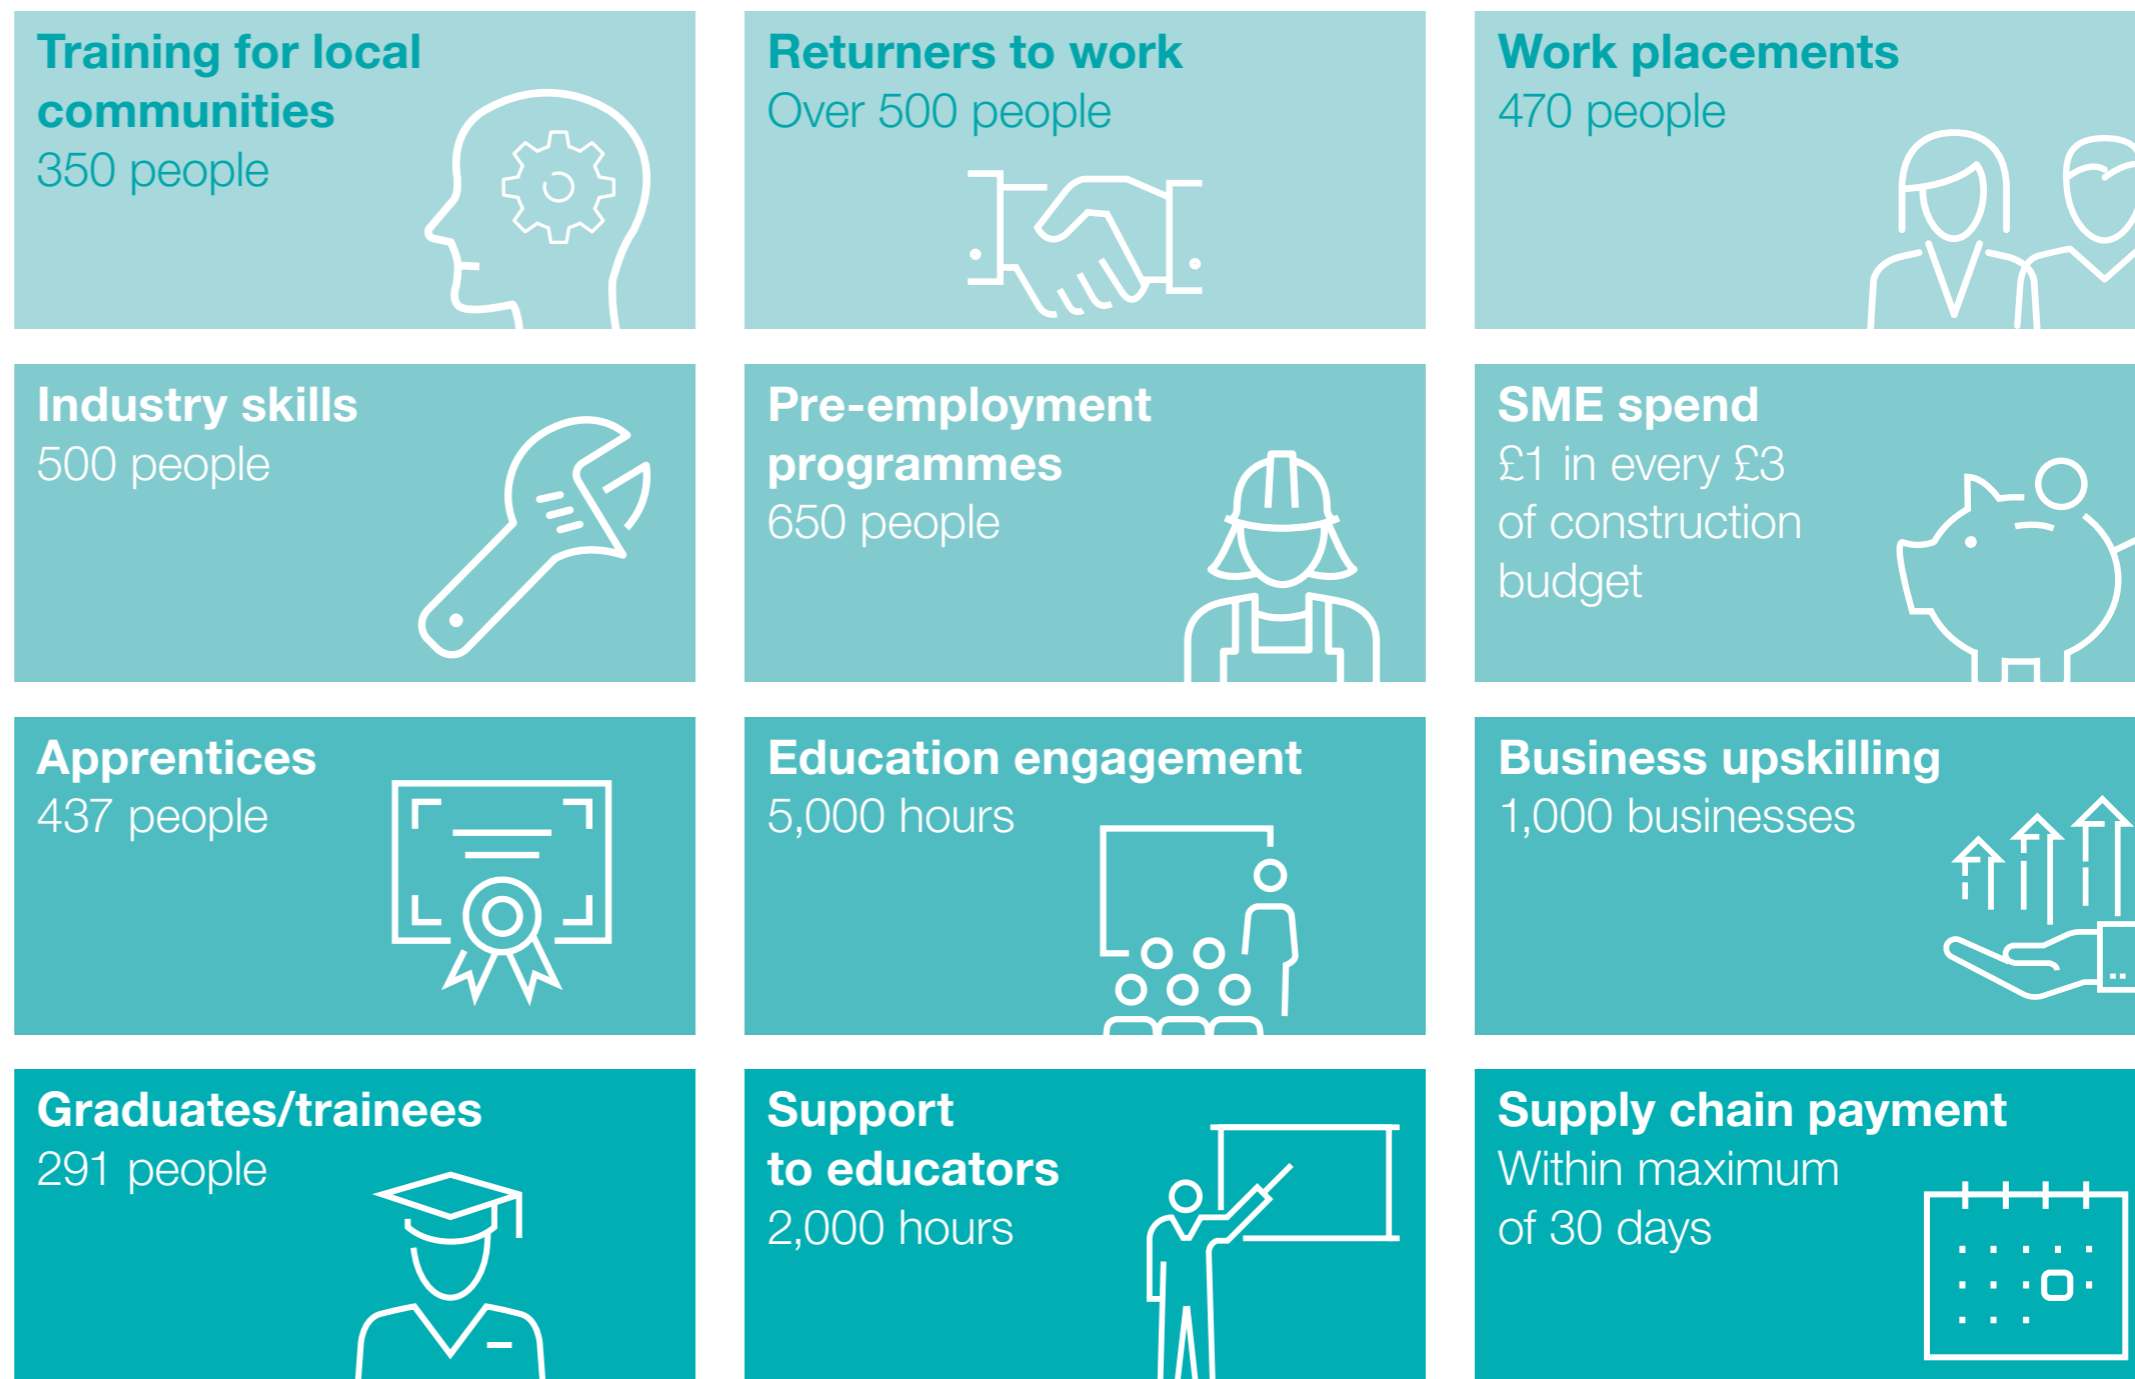 Training for local
communities
350 people
Returners to work
Over 500 people
Work placements
470 people
Industry skills
500 people
Pre-employment
programmes
650 people
SME spend
£1 in every £3
of construction
budget
Apprentices
437 people
Education engagement
5,000 hours
Business upskilling
1,000 businesses
Graduates/trainees
291 people
Support
to educators
2,000 hours
Supply chain payment
Within maximum
of 30 days